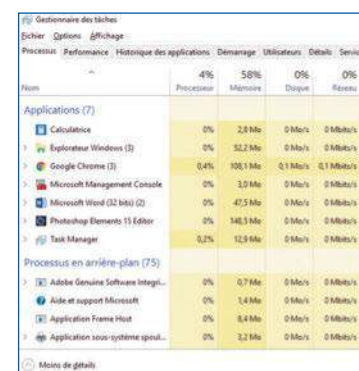 Gestionnaire des tâches
Fichier Options Affichage
Processus Performance Historique des applications Démarrage Utilisateurs Détails Servic
4% 58% 0% 0%
Nom Processeur Mémoire Disque Réseau
Applications (7)
Calculatrice 0% 2,8 Mo 0 Mo/s 0 Mbits/s
Explorateur Windows (3) 0% 52,2 Mo 0 Mo/s 0 Mbits/s
Google Chrome (3) 0,4% 108,1 Mo 0,1 Mo/s 0,1 Mbits/s
Microsoft Management Console 0% 3,0 Mo 0 Mo/s 0 Mbits/s
Microsoft Word (32 bits) (2) 0% 47,5 Mo 0 Mo/s 0 Mbits/s
Photoshop Elements 15 Editor 0% 148,5 Mo 0 Mo/s 0 Mbits/s
Task Manager 0,2% 12,9 Mo 0 Mo/s 0 Mbits/s
Processus en arrière-plan (75)
Adobe Genuine Software Integri... 0% 0,7 Mo 0 Mo/s 0 Mbits/s
Aide et support Microsoft 0% 1,4 Mo 0 Mo/s 0 Mbits/s
Application Frame Host 0% 8,4 Mo 0 Mo/s 0 Mbits/s
Application sous-système spoul... 0% 3,2 Mo 0 Mo/s 0 Mbits/s
Moins de détails